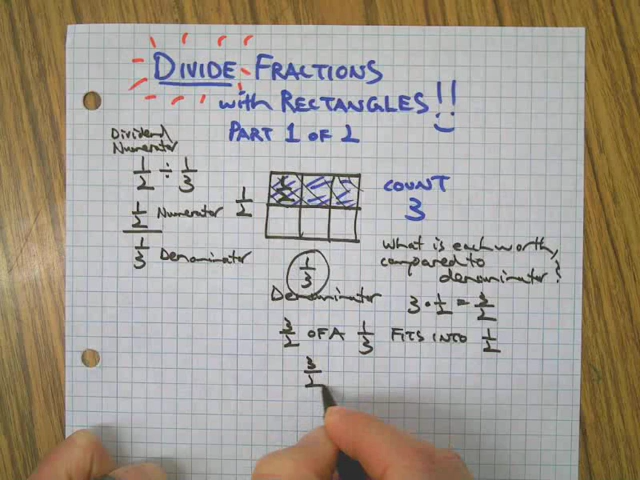 DIVIDE FRACTIONS
with RECTANGLES!!
PART 1 OF 2
Dividend
Numerator
1/2 ÷ 1/3
1/2 Numerator
1/3 Denominator
1/2
COUNT
3
1/3
Denominator
What is each worth,
compared to
denominator?
3 · 1/2 = 3/2
3/2 OF A 1/3 FITS INTO 1/2
3/2